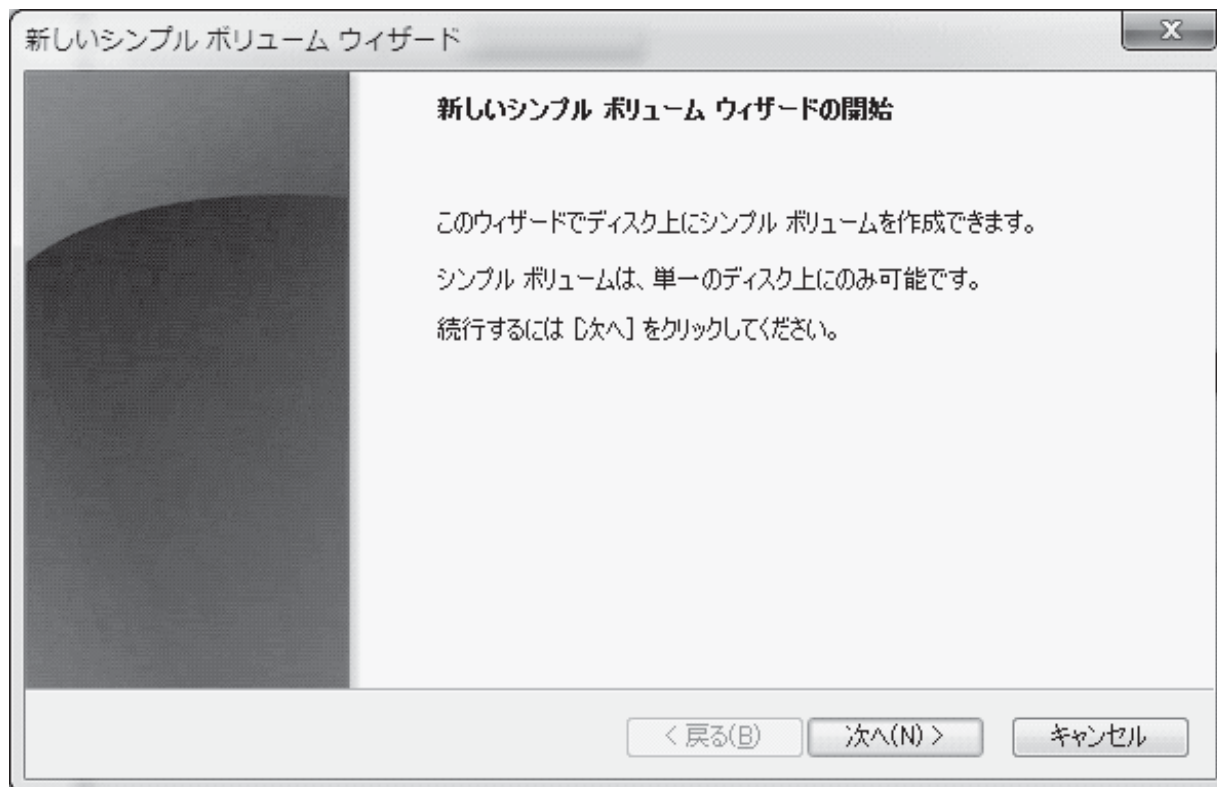 新しいシンプル ボリューム ウィザード
新しいシンプル ボリューム ウィザードの開始
このウィザードでディスク上にシンプル ボリュームを作成できます。
シンプル ボリュームは、単一のディスク上にのみ可能です。
続行するには [次へ] をクリックしてください。
< 戻る(B) 次へ(N) > キャンセル